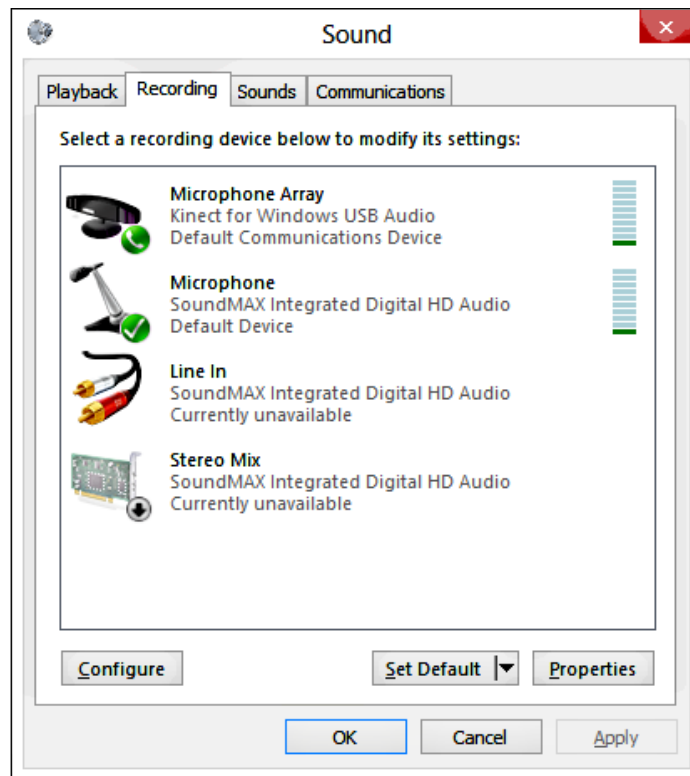 Sound
Playback Recording Sounds Communications
Select a recording device below to modify its settings:
Microphone Array
Kinect for Windows USB Audio
Default Communications Device
Microphone
SoundMAX Integrated Digital HD Audio
Default Device
Line In
SoundMAX Integrated Digital HD Audio
Currently unavailable
Stereo Mix
SoundMAX Integrated Digital HD Audio
Currently unavailable
Configure Set Default Properties
OK Cancel Apply